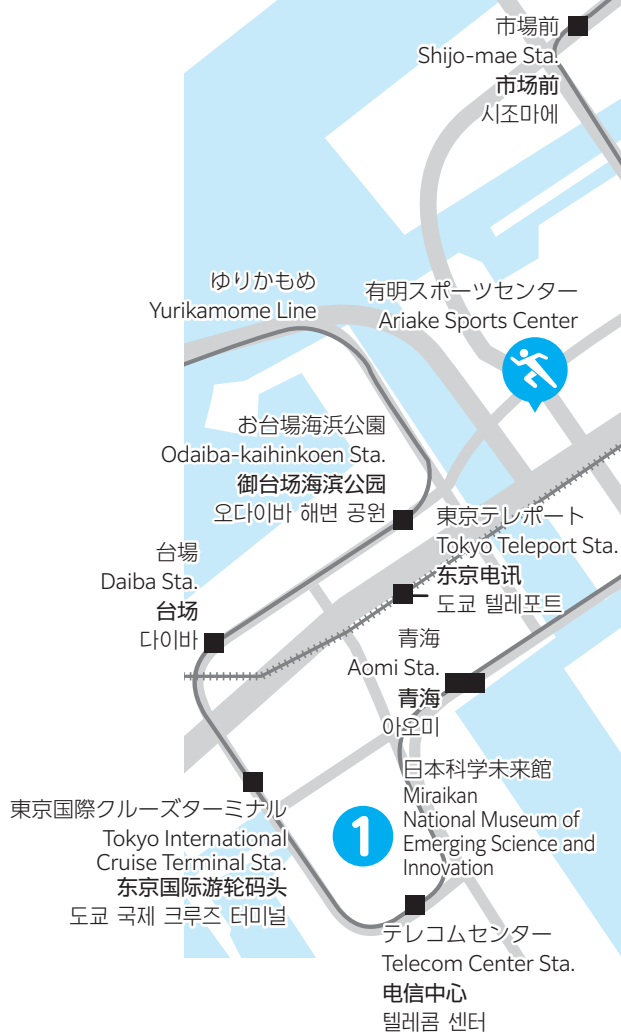 市場前
Shijo-mae Sta.
市场前
시조마에
ゆりかもめ
Yurikamome Line
有明スポーツセンター
Ariake Sports Center
お台場海浜公園
Odaiba-kaihinkoen Sta.
御台场海滨公园
오다이바 해변 공원
東京テレポート
Tokyo Teleport Sta.
东京电讯
도쿄 텔레포트
台場
Daiba Sta.
台场
다이바
青海
Aomi Sta.
青海
아오미
日本科学未来館
Miraikan
National Museum of
Emerging Science and
Innovation
1
東京国際クルーズターミナル
Tokyo International
Cruise Terminal Sta.
东京国际游轮码头
도쿄 국제 크루즈 터미널
テレコムセンター
Telecom Center Sta.
电信中心
텔레콤 센터